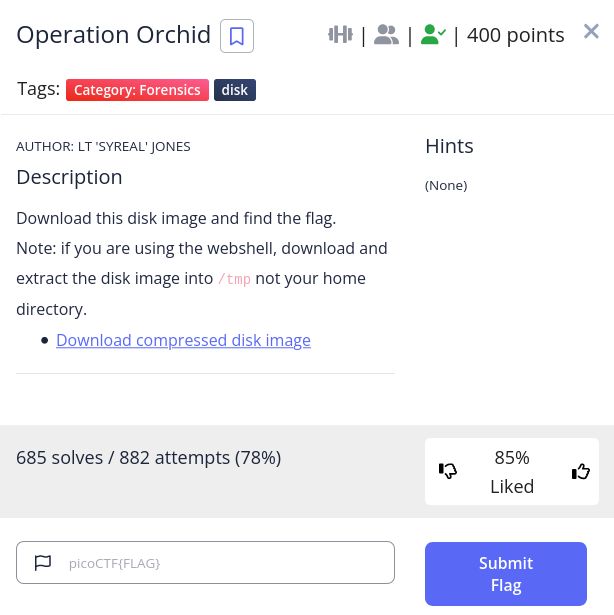 Operation Orchid
| | | 400 points
Tags: Category: Forensics disk
AUTHOR: LT 'SYREAL' JONES
Description
Download this disk image and find the flag.
Note: if you are using the webshell, download and
extract the disk image into /tmp not your home
directory.
• Download compressed disk image
Hints
(None)
685 solves / 882 attempts (78%)
85%
Liked
picoCTF{FLAG}
Submit
Flag